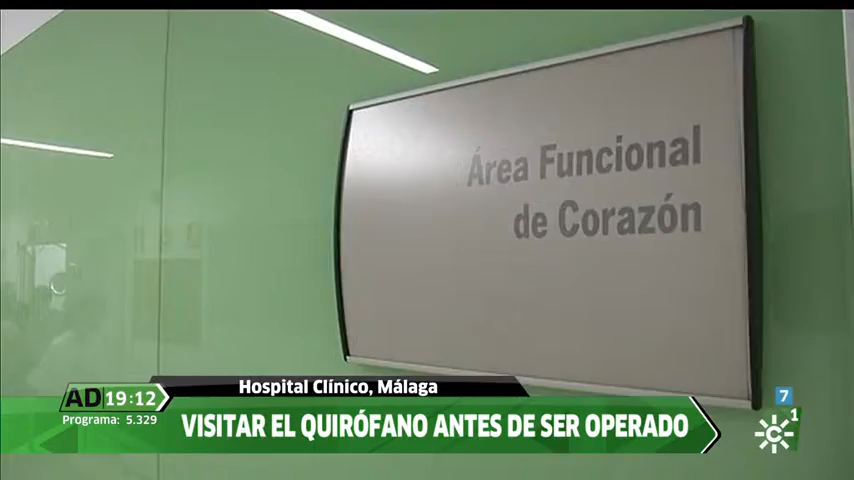 Área Funcional
de Corazón
Hospital Clínico, Málaga
AD 19:12
Programa: 5.329
VISITAR EL QUIRÓFANO ANTES DE SER OPERADO
7
1